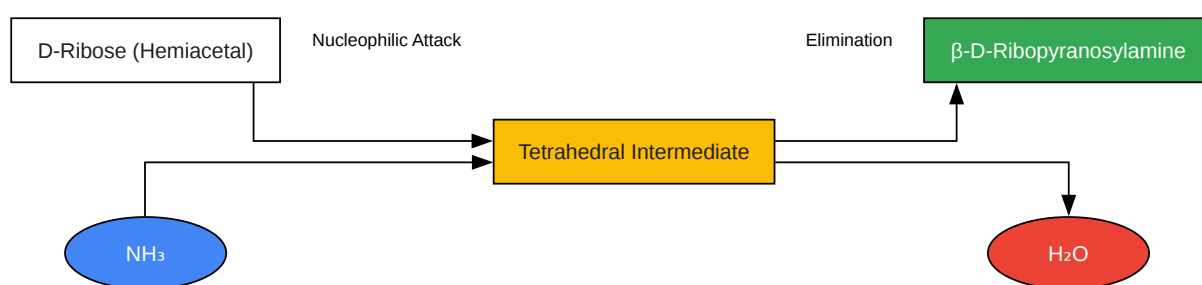 D-Ribose (Hemiacetal)
Nucleophilic Attack
Elimination
β-D-Ribopyranosylamine
Tetrahedral Intermediate
NH₃
H₂O